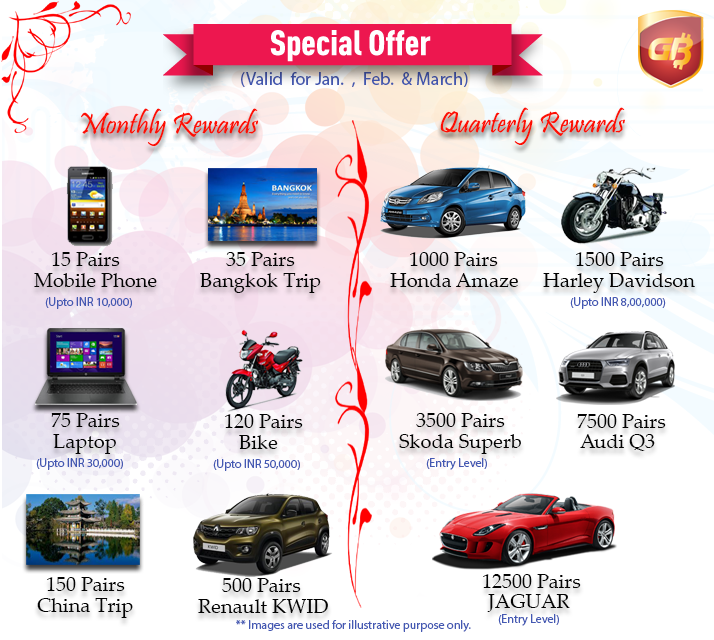 Special Offer
(Valid for Jan. , Feb. & March)
GB
Monthly Rewards
Quarterly Rewards
BANGKOK
15 Pairs
Mobile Phone
(Upto INR 10,000)
35 Pairs
Bangkok Trip
1000 Pairs
Honda Amaze
1500 Pairs
Harley Davidson
(Upto INR 8,00,000)
75 Pairs
Laptop
(Upto INR 30,000)
120 Pairs
Bike
(Upto INR 50,000)
3500 Pairs
Skoda Superb
(Entry Level)
7500 Pairs
Audi Q3
150 Pairs
China Trip
500 Pairs
Renault KWID
12500 Pairs
JAGUAR
(Entry Level)
** Images are used for illustrative purpose only.